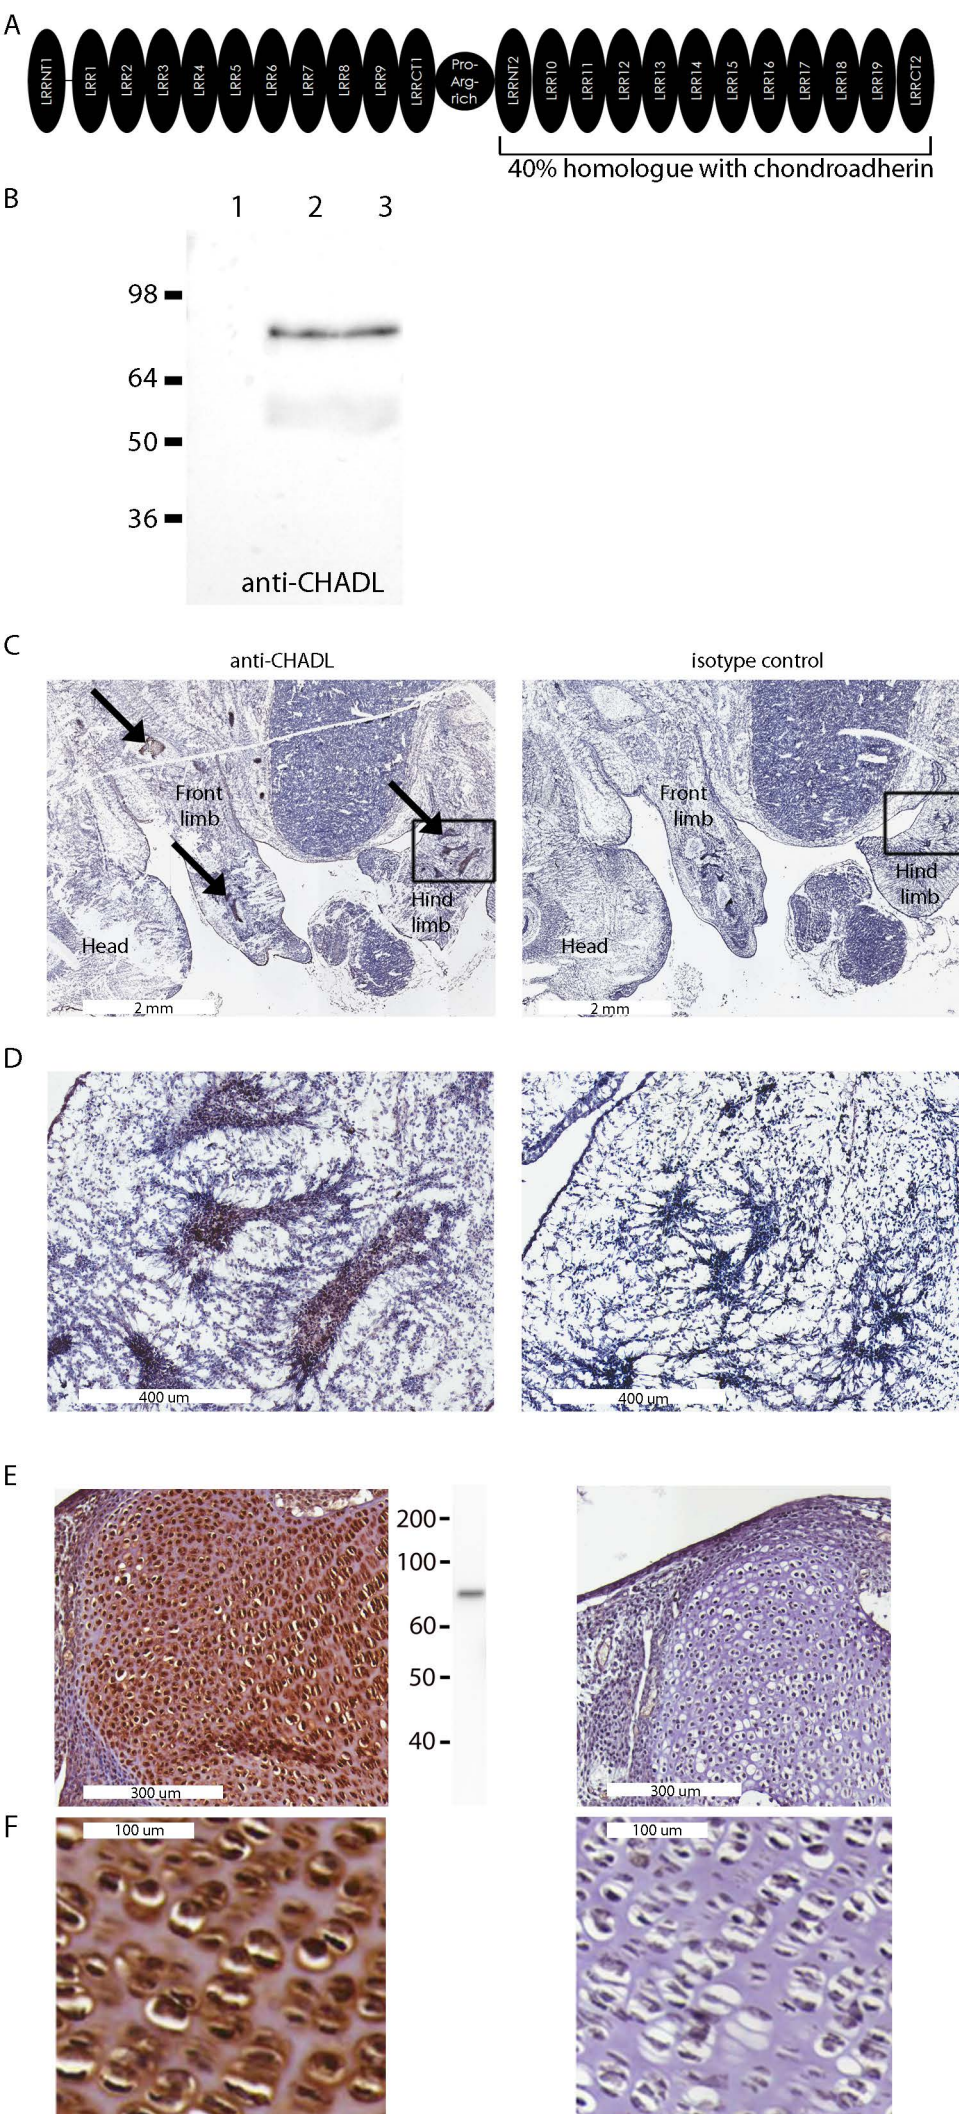 A
LRRNT1 LRR1 LRR2 LRR3 LRR4 LRR5 LRR6 LRR7 LRR8 LRR9 LRRCT1 Pro-Arg-rich LRRNT2 LRR10 LRR11 LRR12 LRR13 LRR14 LRR15 LRR16 LRR17 LRR18 LRR19 LRRCT2
40% homologue with chondroadherin
B
1 2 3
98
64
50
36
anti-CHADL
C
anti-CHADL
isotype control
Front
limb
Hind
limb
Head
2 mm
Front
limb
Hind
limb
Head
2 mm
D
400 um
400 um
E
200
100
60
50
40
300 um
300 um
F
100 um
100 um